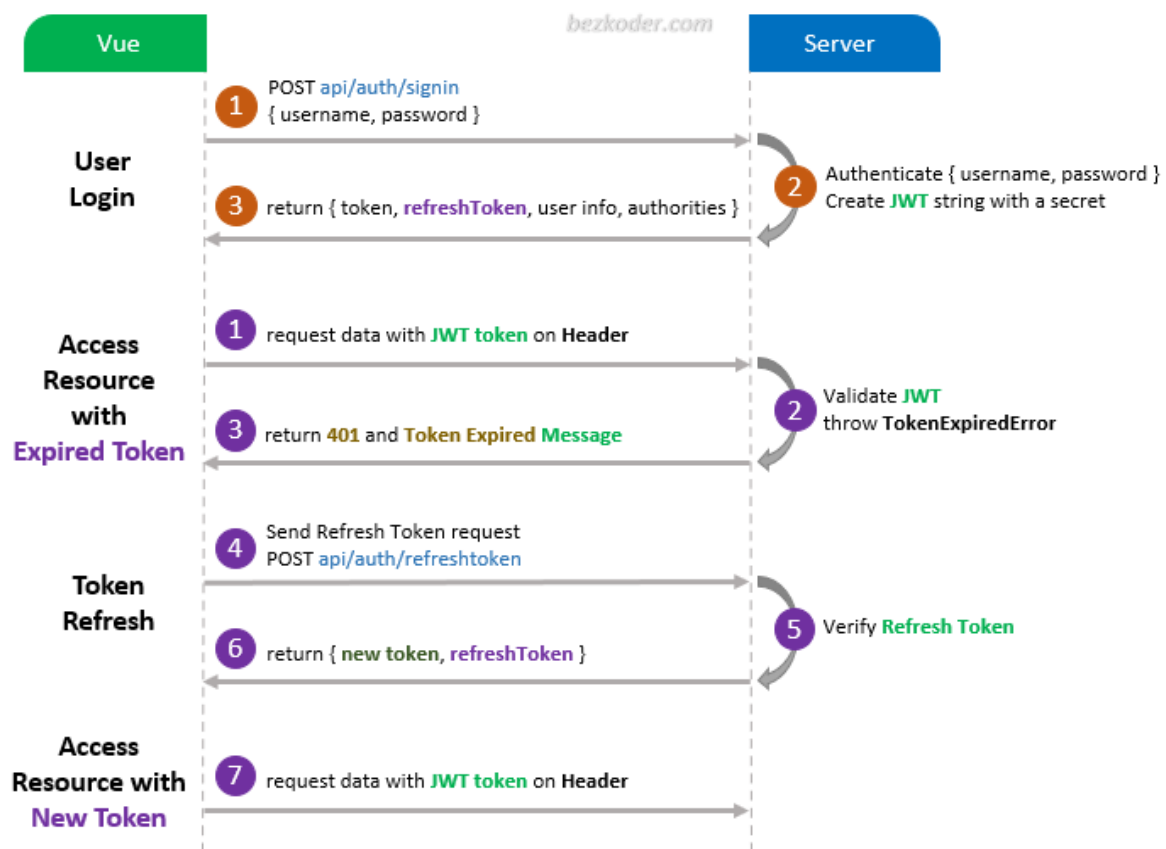 bezkoder.com
Vue
Server
1
POST api/auth/signin
{ username, password }
User
Login
2
Authenticate { username, password }
Create JWT string with a secret
3
return { token, refreshToken, user info, authorities }
Access
Resource
with
Expired Token
1
request data with JWT token on Header
2
Validate JWT
throw TokenExpiredError
3
return 401 and Token Expired Message
Token
Refresh
4
Send Refresh Token request
POST api/auth/refreshtoken
5
Verify Refresh Token
6
return { new token, refreshToken }
Access
Resource with
New Token
7
request data with JWT token on Header